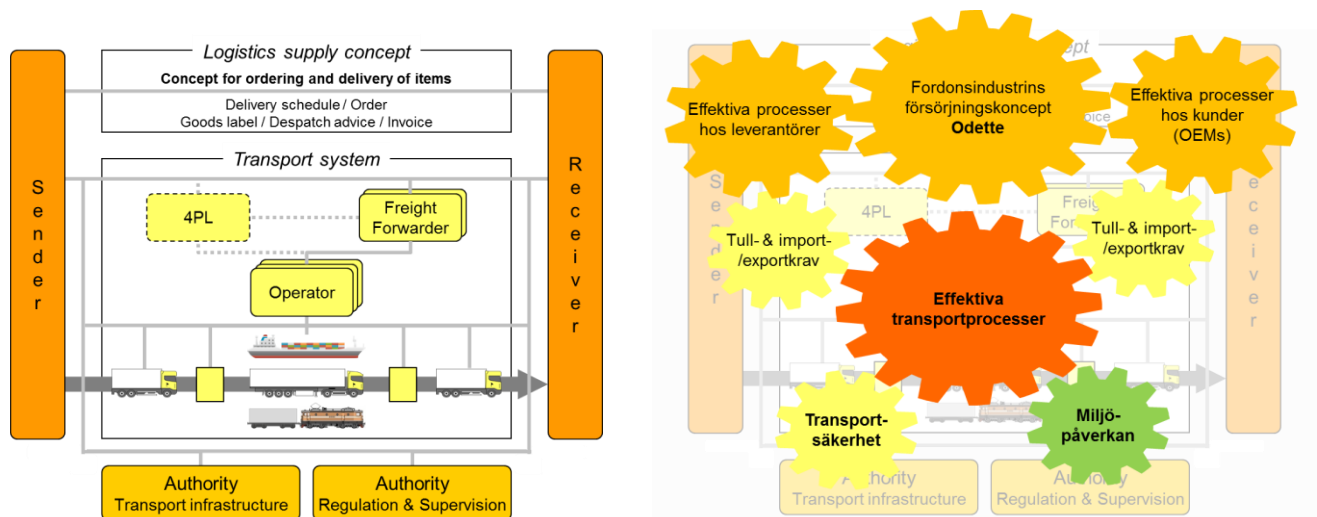 Logistics supply concept
Concept for ordering and delivery of items
Delivery schedule / Order
Goods label / Despatch advice / Invoice
Sender
Receiver
Transport system
4PL
Freight
Forwarder
Operator
Authority
Transport infrastructure
Authority
Regulation & Supervision
Effektiva processer
hos leverantörer
Fordonsindustrins
försörjningskoncept
Odette
Effektiva processer
hos kunder
(OEMs)
Tull- & import-
/exportkrav
4PL
Tull- & import-
/exportkrav
Effektiva
transportprocesser
Transport-
säkerhet
Miljö-
påverkan
Authority
Transport infrastructure
Authority
Regulation & Supervision